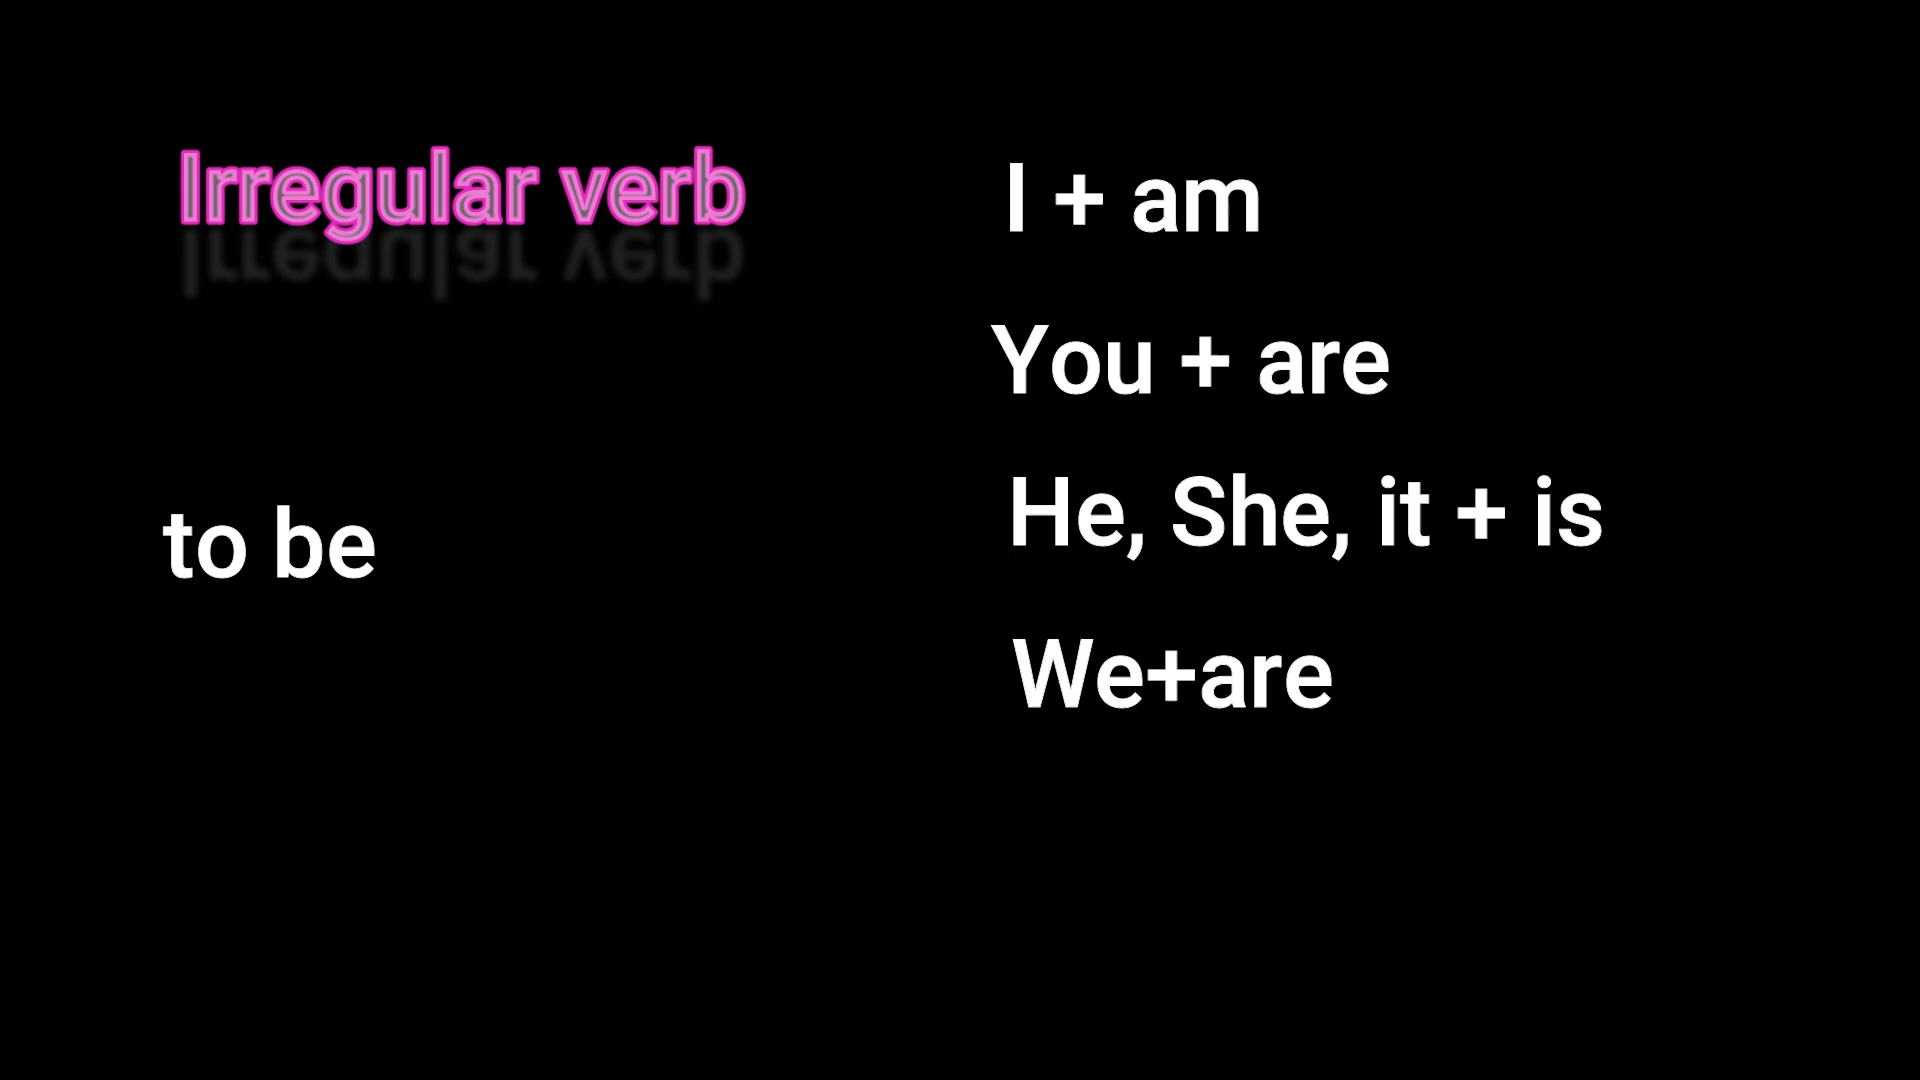 Irregular verb
to be
I + am
You + are
He, She, it + is
We+are